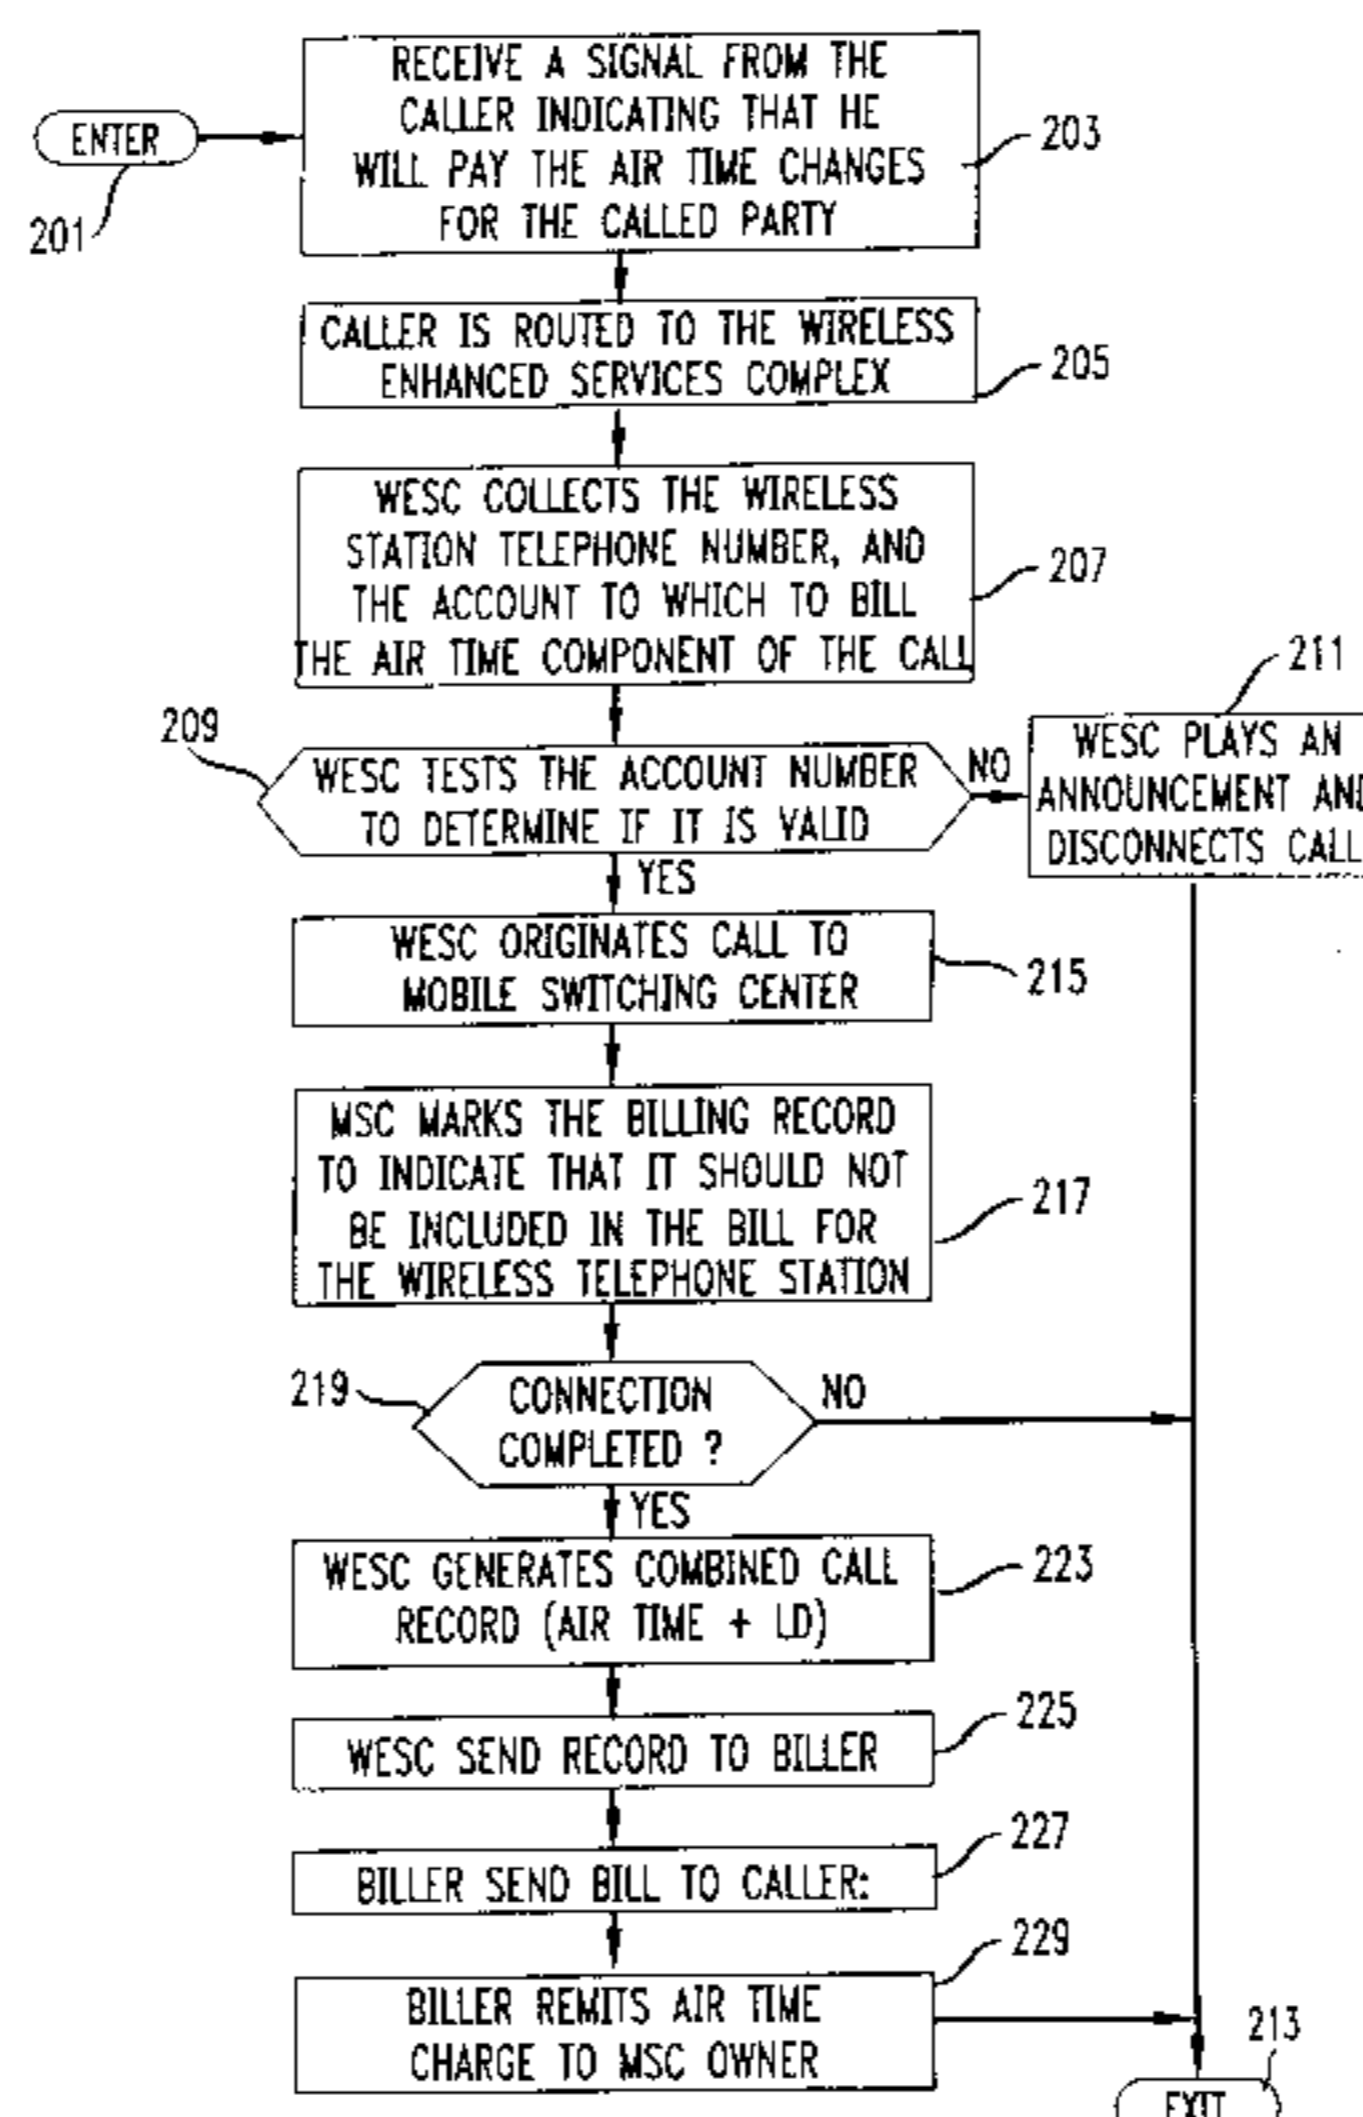 RECEIVE A SIGNAL FROM THE
CALLER INDICATING THAT HE
WILL PAY THE AIR TIME CHANGES
FOR THE CALLED PARTY
203
ENTER
201
CALLER IS ROUTED TO THE WIRELESS
ENHANCED SERVICES COMPLEX
205
WESC COLLECTS THE WIRELESS
STATION TELEPHONE NUMBER, AND
THE ACCOUNT TO WHICH TO BILL
THE AIR TIME COMPONENT OF THE CALL
207
209
WESC TESTS THE ACCOUNT NUMBER
TO DETERMINE IF IT IS VALID
NO
211
WESC PLAYS AN
ANNOUNCEMENT AND
DISCONNECTS CALL
YES
WESC ORIGINATES CALL TO
MOBILE SWITCHING CENTER
215
MSC MARKS THE BILLING RECORD
TO INDICATE THAT IT SHOULD NOT
BE INCLUDED IN THE BILL FOR
THE WIRELESS TELEPHONE STATION
217
219
CONNECTION
COMPLETED ?
NO
YES
WESC GENERATES COMBINED CALL
RECORD (AIR TIME + LD)
223
WESC SEND RECORD TO BILLER
225
BILLER SEND BILL TO CALLER:
227
BILLER REMITS AIR TIME
CHARGE TO MSC OWNER
229
213
EXIT